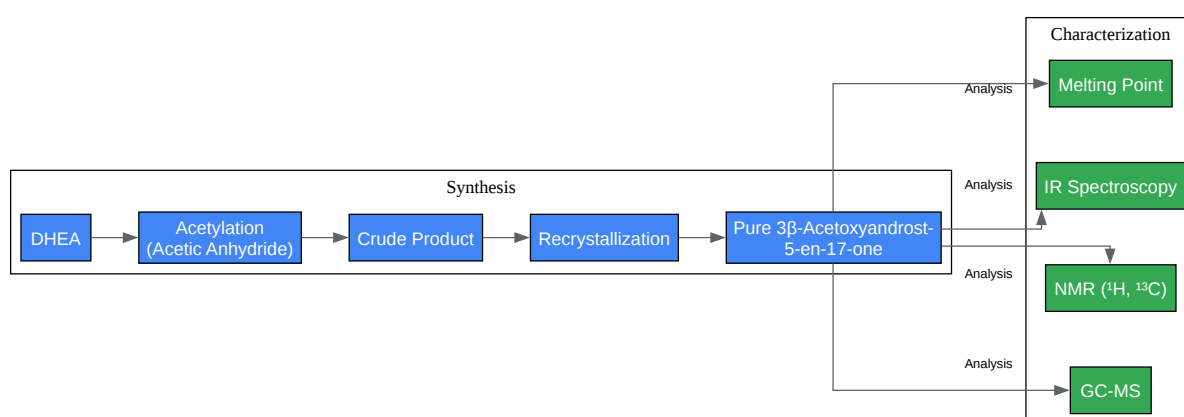 Characterization
Melting Point
Analysis
Synthesis
Analysis
IR Spectroscopy
DHEA
Acetylation
(Acetic Anhydride)
Crude Product
Recrystallization
Pure 3β-Acetoxyandrost-
5-en-17-one
Analysis
NMR (¹H, ¹³C)
Analysis
GC-MS